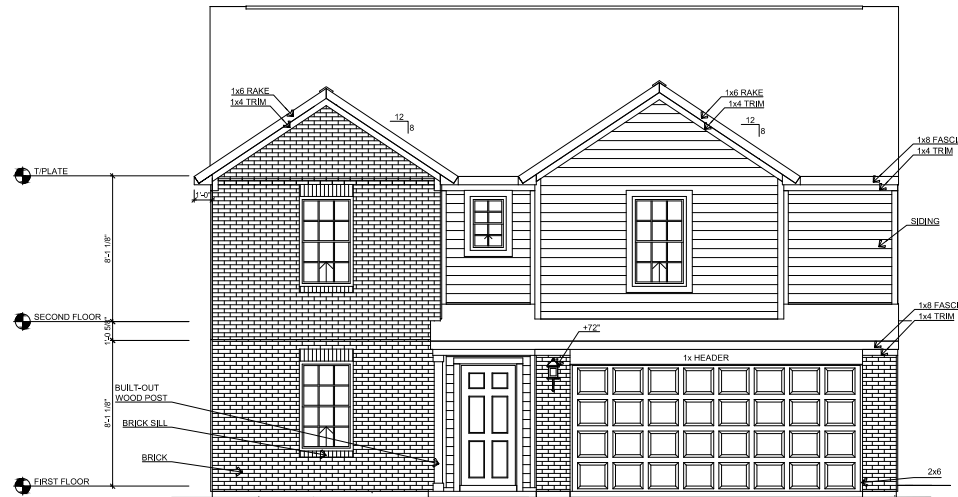 1x6 RAKE
1x4 TRIM
12
8
1x6 RAKE
1x4 TRIM
12
8
1x8 FASCI
1x4 TRIM
T/PLATE
1'-0"
8'-1 1/8"
SIDING
SECOND FLOOR
1'-0 5/8"
1x8 FASCI
1x4 TRIM
+72"
1x HEADER
8'-1 1/8"
BUILT-OUT
WOOD POST
BRICK SILL
BRICK
2x6
FIRST FLOOR